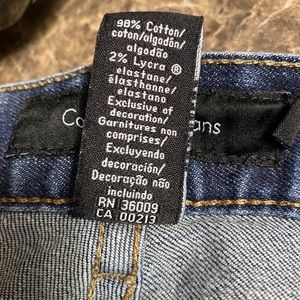 98% Cotton/
coton/algodón/
algodão
2% Lycra ®
elastane/
élasthanne/
elastano
Exclusive of
decoration/
Garnitures non
comprises/
Excluyendo
decoración/
Decoração não
incluindo
RN 36009
CA 00213